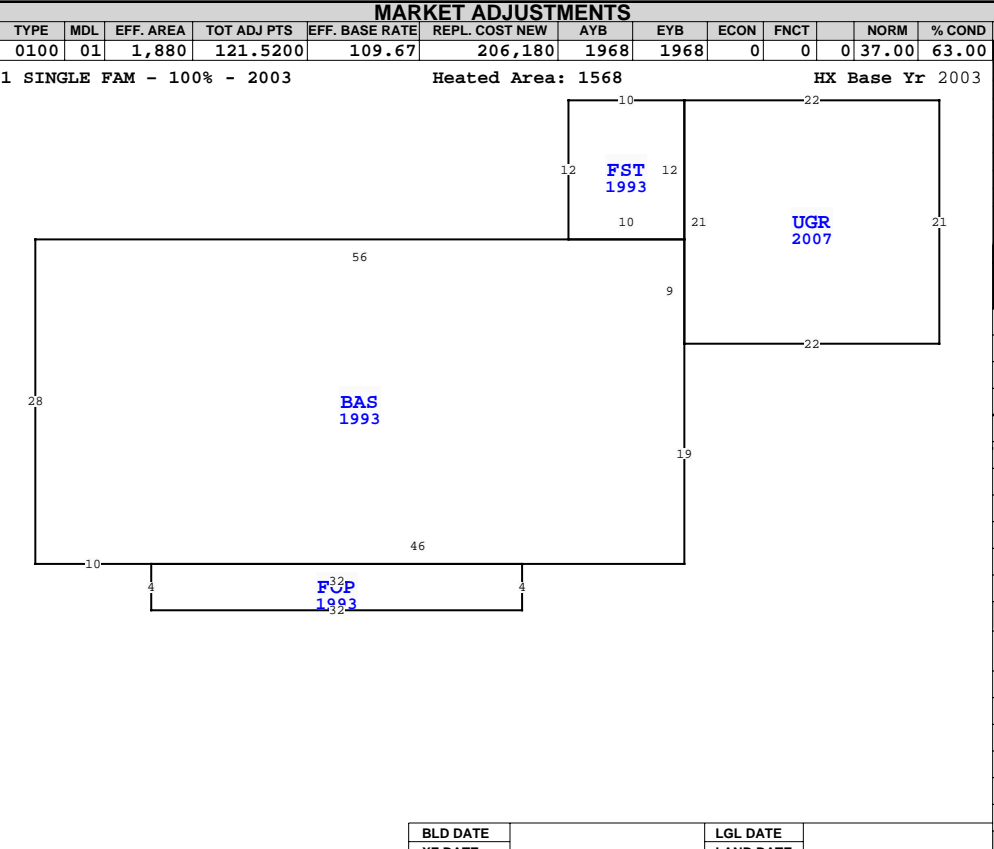 MARKET ADJUSTMENTS
TYPE MDL EFF. AREA TOT ADJ PTS EFF. BASE RATE REPL. COST NEW AYB EYB ECON FNCT NORM % COND
0100 01 1,880 121.5200 109.67 206,180 1968 1968 0 0 0 37.00 63.00
1 SINGLE FAM - 100% - 2003 Heated Area: 1568 HX Base Yr 2003
10 22
12 FST 12
1993
10 21 UGR 21
2007
56
9
22
28 BAS
1993
19
46
10
32
4 FOP 4
1993
32
BLD DATE LGL DATE